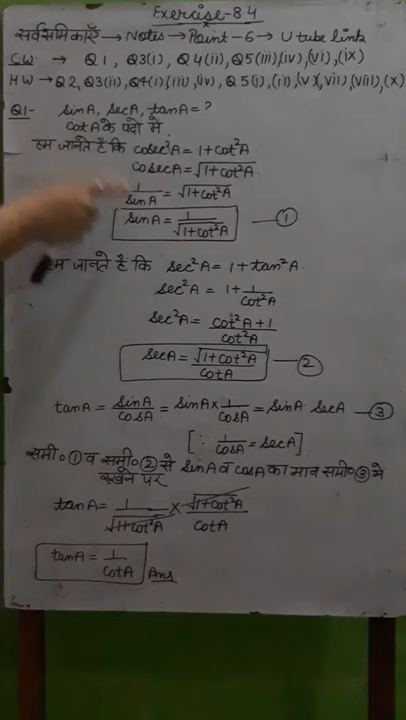 Exercise-8.4
सर्वसमिकाएँ → Notes → Point-6 → U tube link
CW → Q1, Q3(i), Q4(ii), Q5(iii)(iv), (vi), (ix)
HW → Q2, Q3(ii), Q4(i)(iii),(iv), Q5(i),(ii),(v),(vii)(viii),(x)
Q1- sinA, secA, tanA = ?
cotA के पदों में
हम जानते हैं कि cosec²A = 1+cot²A
cosecA = √1+cot²A
1/sinA = √1+cot²A
sinA = 1/√1+cot²A —①
हम जानते हैं कि sec²A = 1+tan²A
sec²A = 1+1/cot²A
sec²A = cot²A+1/cot²A
secA = √1+cot²A/cotA —②
tanA = sinA/cosA = sinA×1/cosA = sinA. secA —③
[∵ 1/cosA = secA]
समी० ① व समी० ② से sinA व cosA का मान समी० ③ में
रखने पर
tanA = 1/√1+cot²A × √1+cot²A/cotA
tanA = 1/cotA Ans